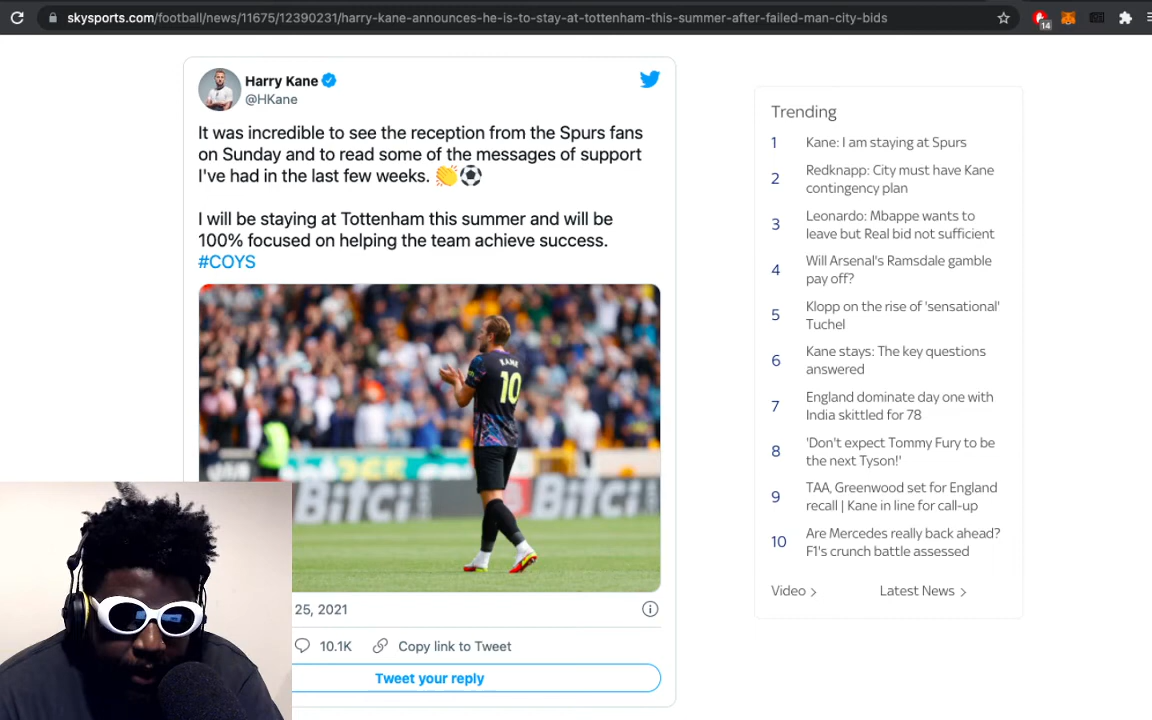 skysports.com/football/news/11675/12390231/harry-kane-announces-he-is-to-stay-at-tottenham-this-summer-after-failed-man-city-bids
14
Harry Kane
@HKane
It was incredible to see the reception from the Spurs fans
on Sunday and to read some of the messages of support
I've had in the last few weeks. 👏⚽
I will be staying at Tottenham this summer and will be
100% focused on helping the team achieve success.
#COYS
KANE
10
Bitci
Bitci
25, 2021
10.1K
Copy link to Tweet
Tweet your reply
Trending
1 Kane: I am staying at Spurs
2 Redknapp: City must have Kane
contingency plan
3 Leonardo: Mbappe wants to
leave but Real bid not sufficient
4 Will Arsenal's Ramsdale gamble
pay off?
5 Klopp on the rise of 'sensational'
Tuchel
6 Kane stays: The key questions
answered
7 England dominate day one with
India skittled for 78
8 'Don't expect Tommy Fury to be
the next Tyson!'
9 TAA, Greenwood set for England
recall | Kane in line for call-up
10 Are Mercedes really back ahead?
F1's crunch battle assessed
Video
Latest News